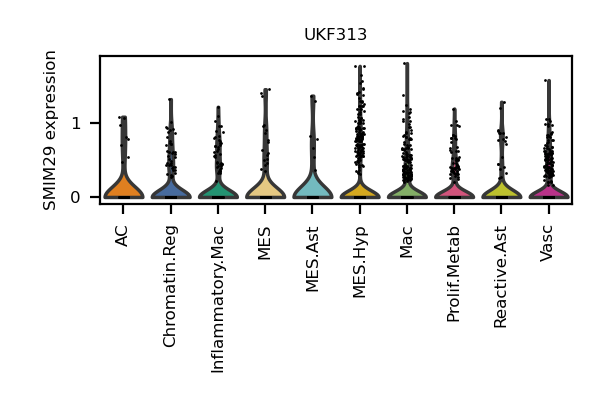 UKF313
SMIM29 expression
1
0
AC
Chromatin.Reg
Inflammatory.Mac
MES
MES.Ast
MES.Hyp
Mac
Prolif.Metab
Reactive.Ast
Vasc